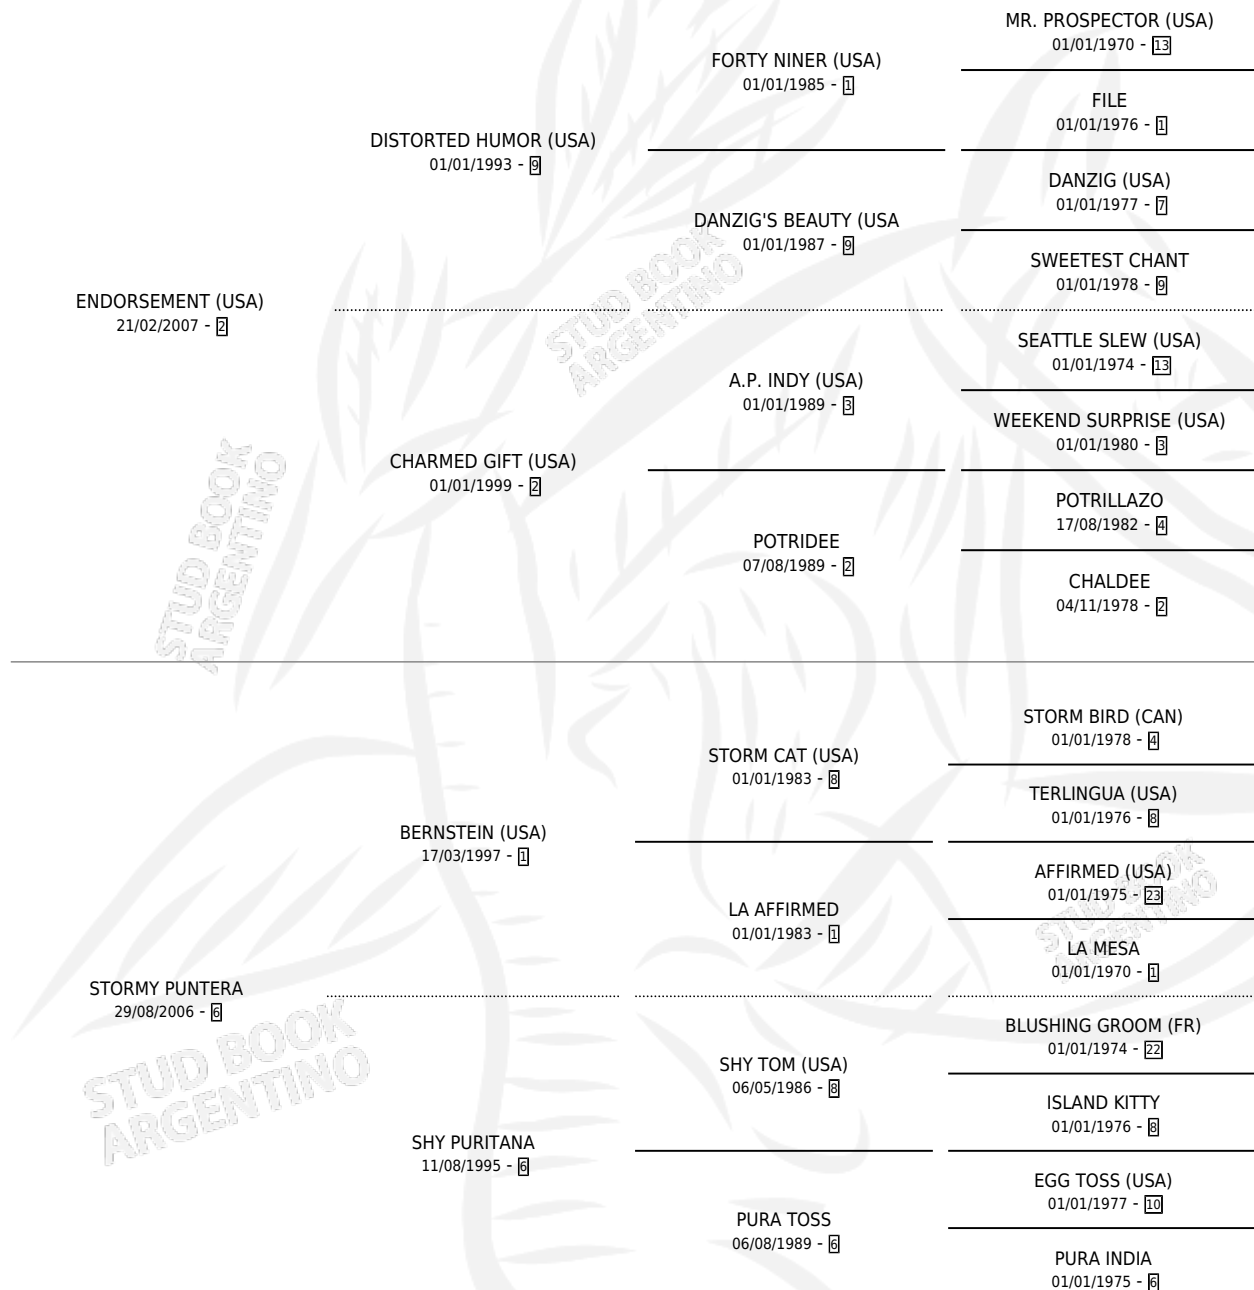 MR. PROSPECTOR (USA)
01/01/1970 - 13
FORTY NINER (USA)
01/01/1985 - 1
FILE
01/01/1976 - 1
DISTORTED HUMOR (USA)
01/01/1993 - 9
DANZIG (USA)
01/01/1977 - 7
DANZIG'S BEAUTY (USA
01/01/1987 - 9
SWEETEST CHANT
01/01/1978 - 9
ENDORSEMENT (USA)
21/02/2007 - 2
SEATTLE SLEW (USA)
01/01/1974 - 13
A.P. INDY (USA)
01/01/1989 - 3
WEEKEND SURPRISE (USA)
01/01/1980 - 3
CHARMED GIFT (USA)
01/01/1999 - 2
POTRILLAZO
17/08/1982 - 4
POTRIDEE
07/08/1989 - 2
CHALDEE
04/11/1978 - 2
STORM BIRD (CAN)
01/01/1978 - 4
STORM CAT (USA)
01/01/1983 - 8
TERLINGUA (USA)
01/01/1976 - 8
BERNSTEIN (USA)
17/03/1997 - 1
AFFIRMED (USA)
01/01/1975 - 23
LA AFFIRMED
01/01/1983 - 1
LA MESA
01/01/1970 - 1
STORMY PUNTERA
29/08/2006 - 6
BLUSHING GROOM (FR)
01/01/1974 - 22
SHY TOM (USA)
06/05/1986 - 8
ISLAND KITTY
01/01/1976 - 8
SHY PURITANA
11/08/1995 - 6
EGG TOSS (USA)
01/01/1977 - 10
PURA TOSS
06/08/1989 - 6
PURA INDIA
01/01/1975 - 6
STUD BOOK
ARGENTINO
STUD BOOK
ARGENTINO
STUD BOOK
ARGENTINO
STUD BOOK
ARGENTINO